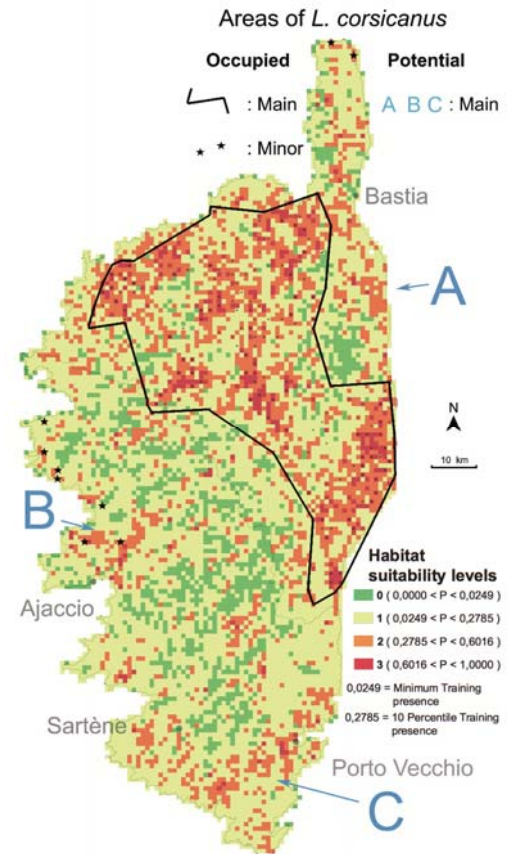 Areas of L. corsicanus
Occupied
Potential
: Main
A B C : Main
: Minor
Bastia
A
N
10 km
B
Habitat
suitability levels
0 ( 0,0000 < P < 0,0249 )
1 ( 0,0249 < P < 0,2785 )
2 ( 0,2785 < P < 0,6016 )
3 ( 0,6016 < P < 1,0000 )
Ajaccio
0,0249 = Minimum Training
presence
0,2785 = 10 Percentile Training
presence
Sartène
Porto Vecchio
C